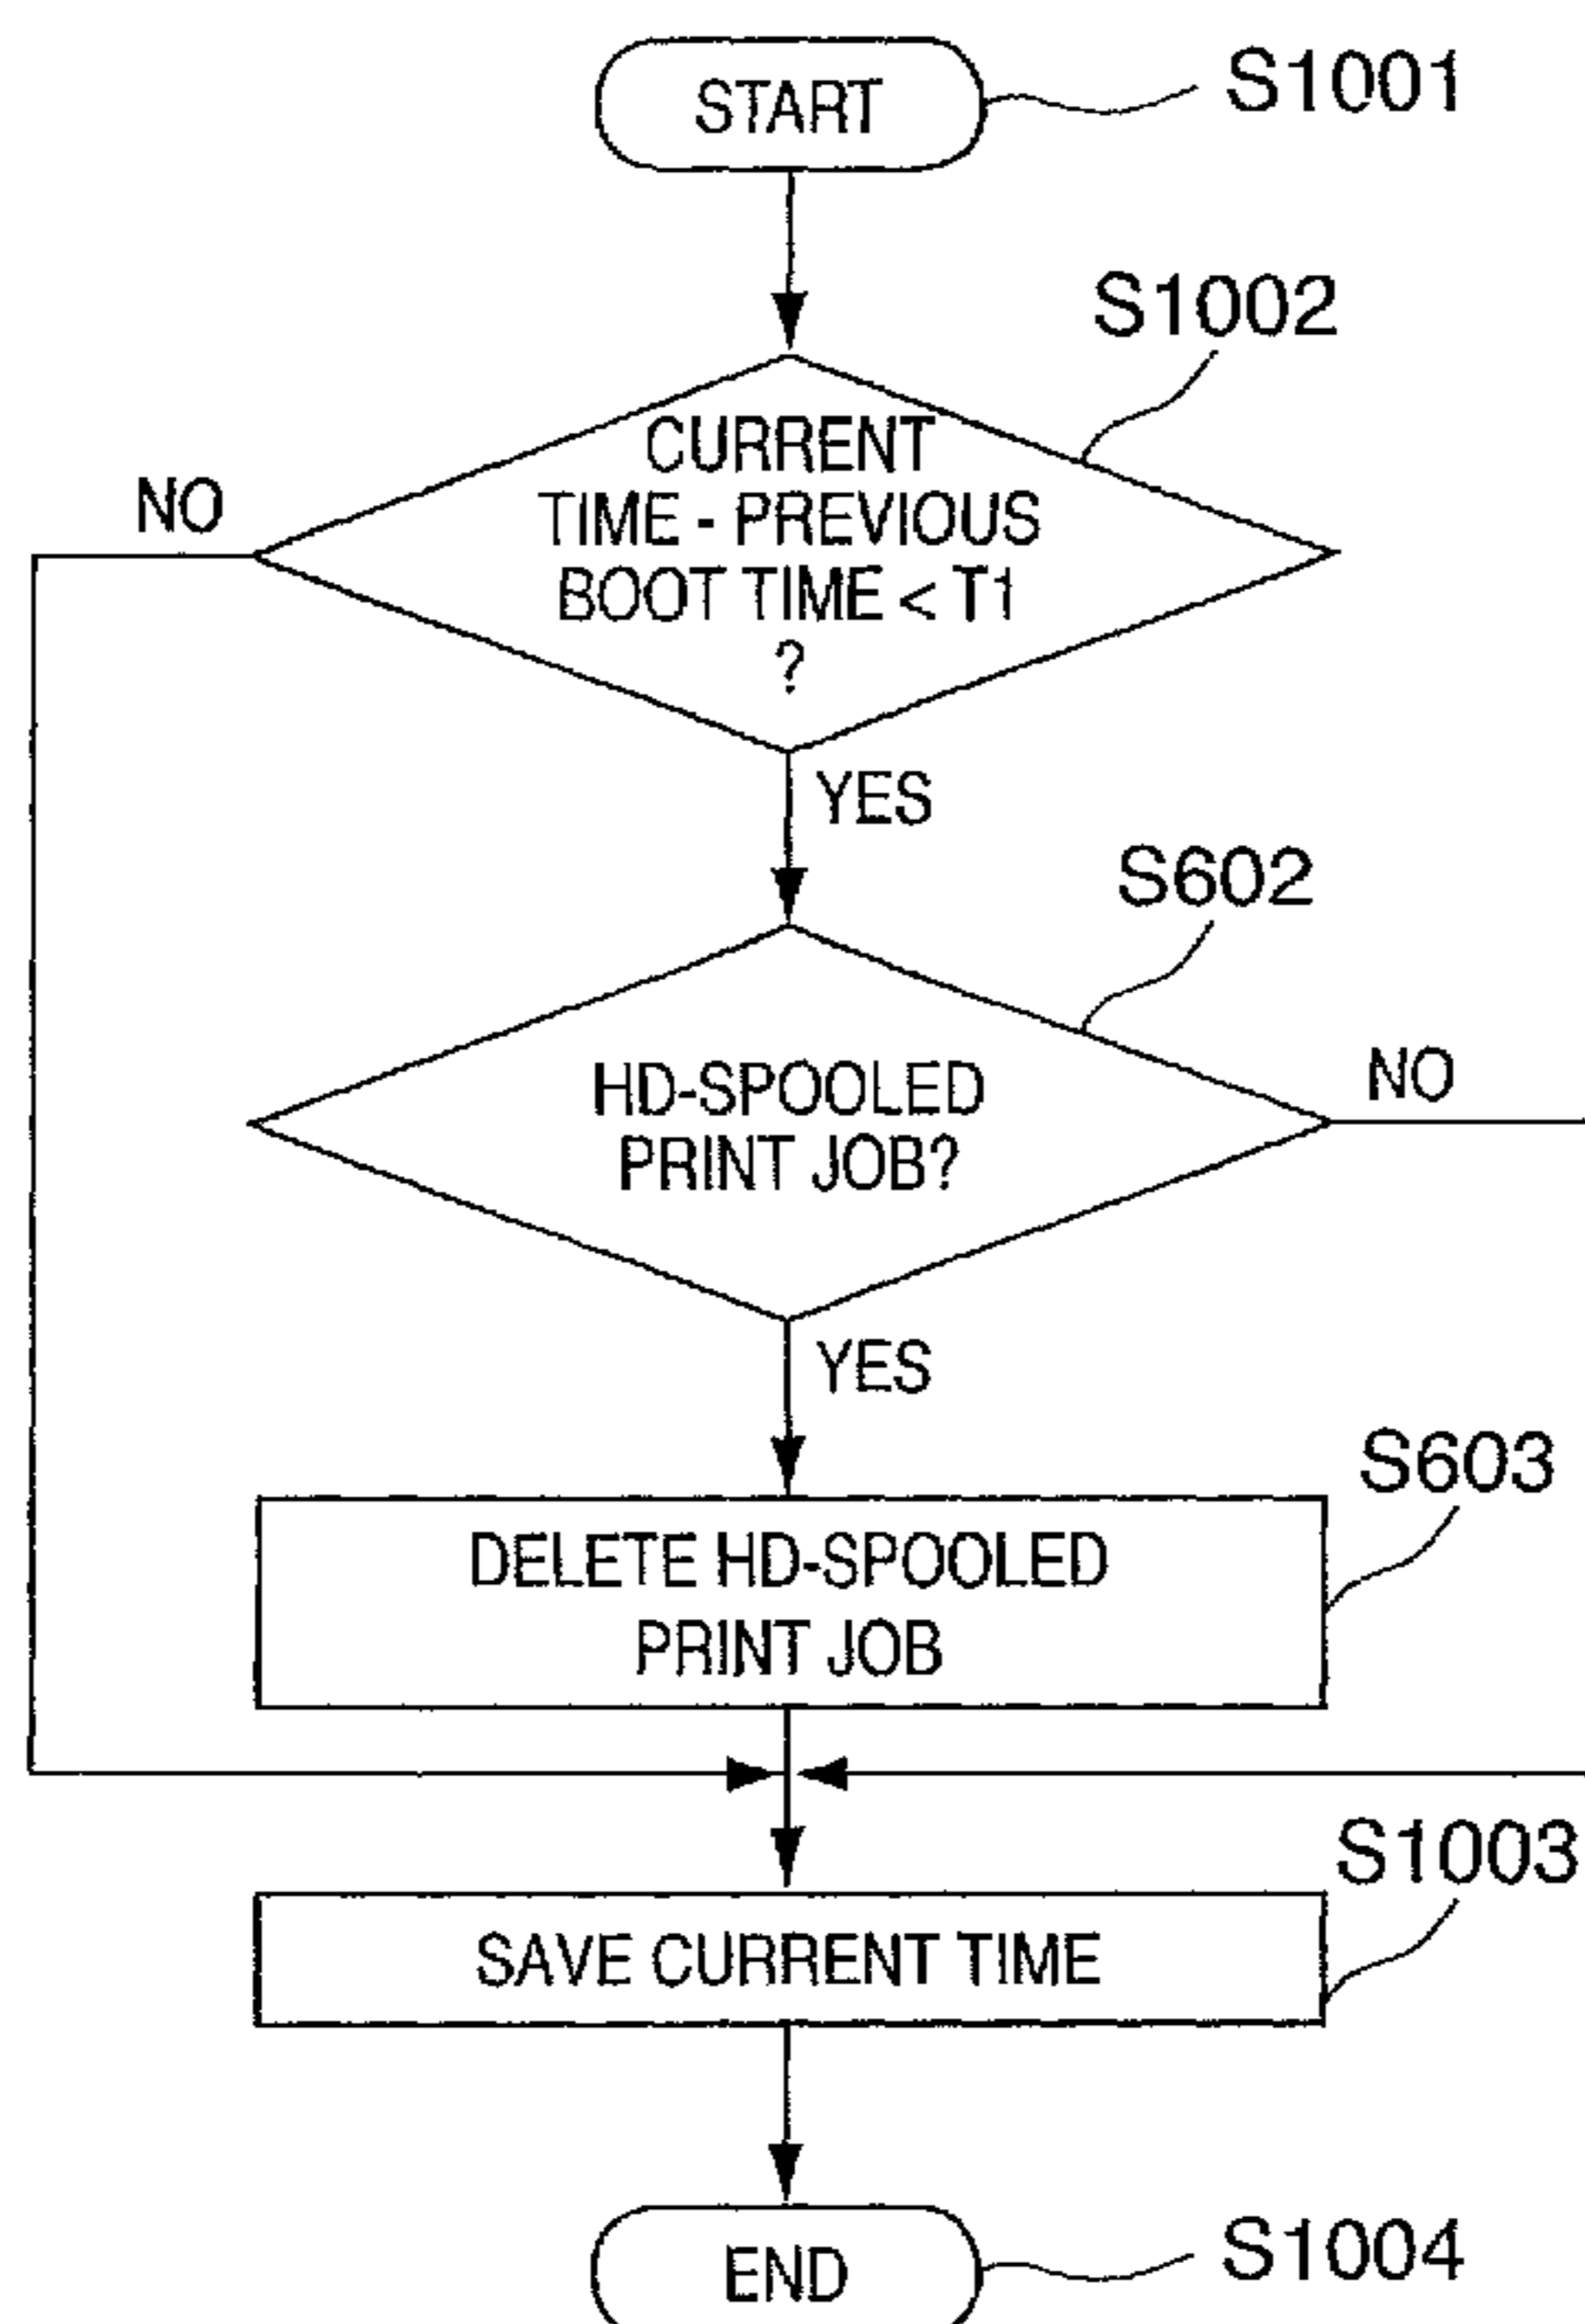 START
S1001
S1002
CURRENT
TIME - PREVIOUS
BOOT TIME < T1
?
NO
YES
S602
HD-SPOOLED
PRINT JOB?
NO
YES
S603
DELETE HD-SPOOLED
PRINT JOB
S1003
SAVE CURRENT TIME
END
S1004